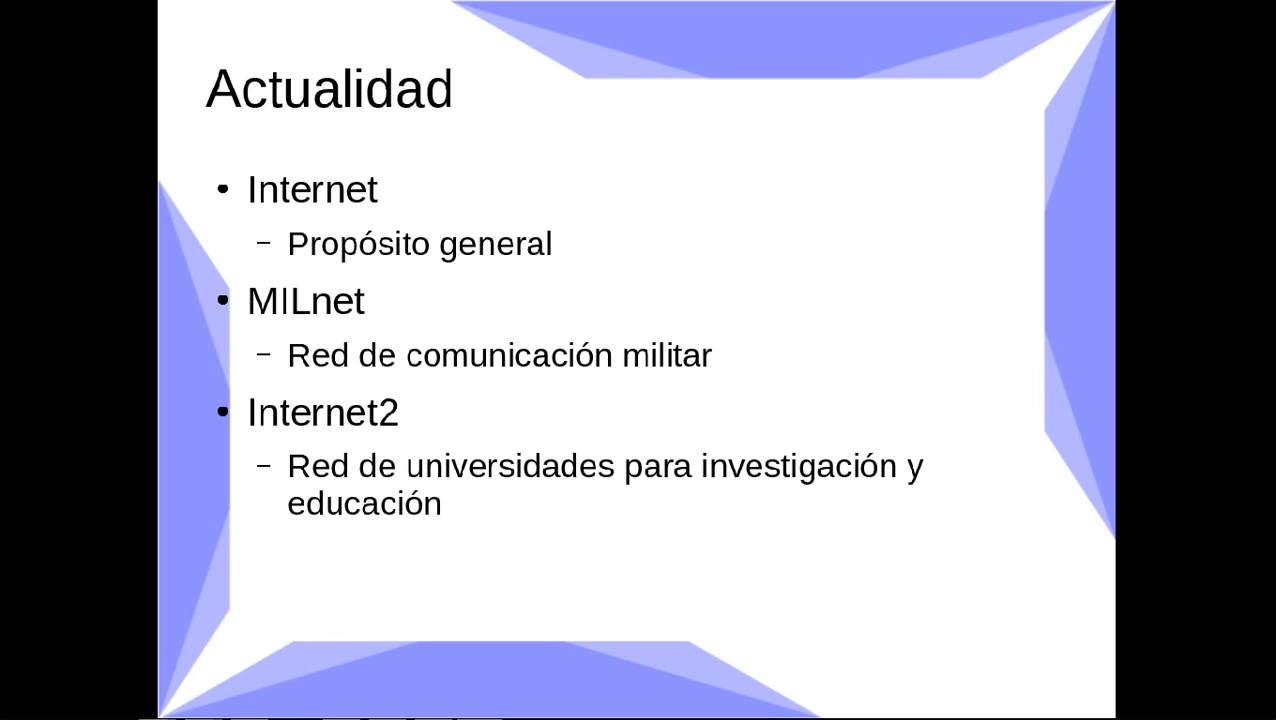 Actualidad
• Internet
– Propósito general
• MILnet
– Red de comunicación militar
• Internet2
– Red de universidades para investigación y
educación